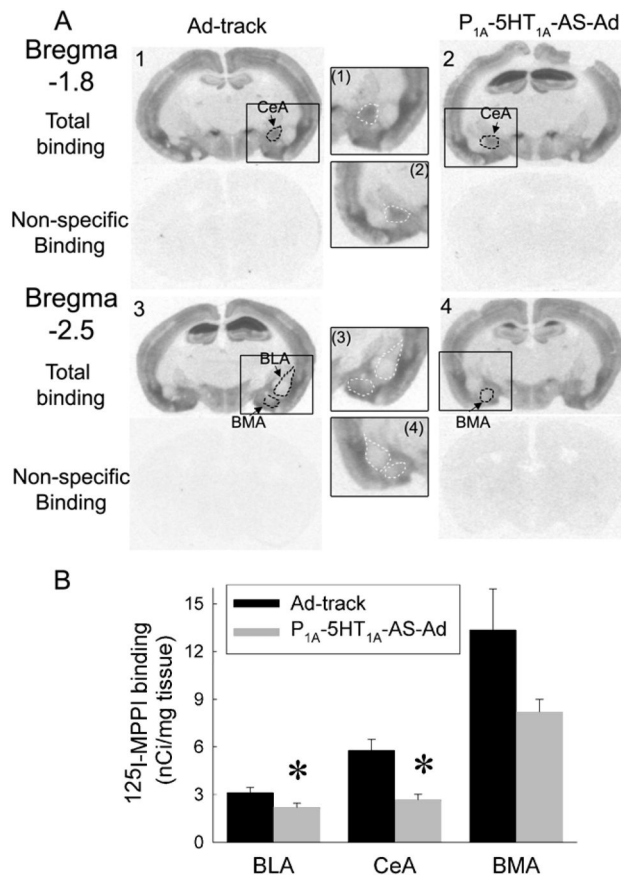 A
Ad-track
P1A-5HT1A-AS-Ad
Bregma
-1.8
1
(1)
2
CeA
CeA
Total
binding
(2)
Non-specific
Binding
Bregma
-2.5
3
(3)
4
BLA
Total
binding
BMA
BMA
(4)
Non-specific
Binding
B
Ad-track
P1A-5HT1A-AS-Ad
125I-MPPI binding
(nCi/mg tissue)
15
12
9
6
3
0
*
*
BLA CeA BMA